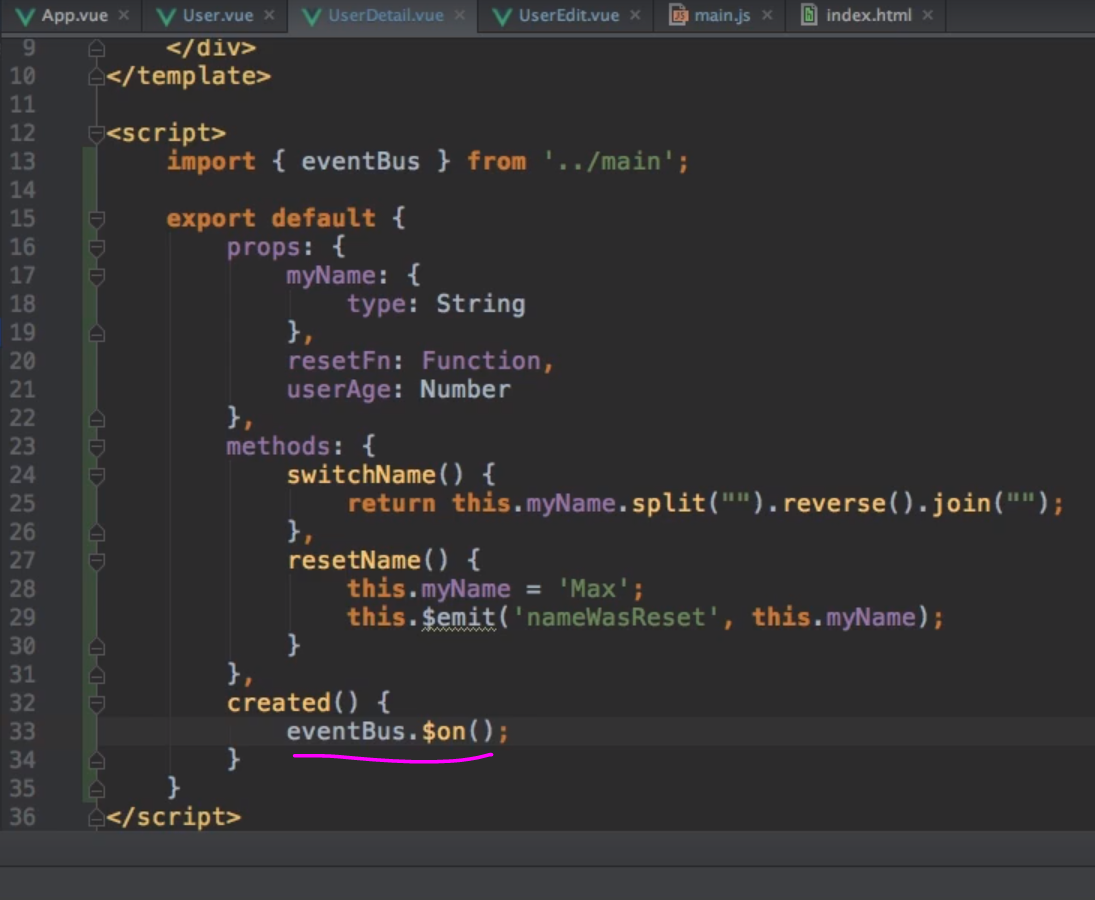 App.vue User.vue UserDetail.vue UserEdit.vue main.js index.html
9 </div>
10 </template>
11
12 <script>
13 import { eventBus } from '../main';
14
15 export default {
16 props: {
17 myName: {
18 type: String
19 },
20 resetFn: Function,
21 userAge: Number
22 },
23 methods: {
24 switchName() {
25 return this.myName.split("").reverse().join("");
26 },
27 resetName() {
28 this.myName = 'Max';
29 this.$emit('nameWasReset', this.myName);
30 }
31 },
32 created() {
33 eventBus.$on();
34 }
35 }
36 </script>